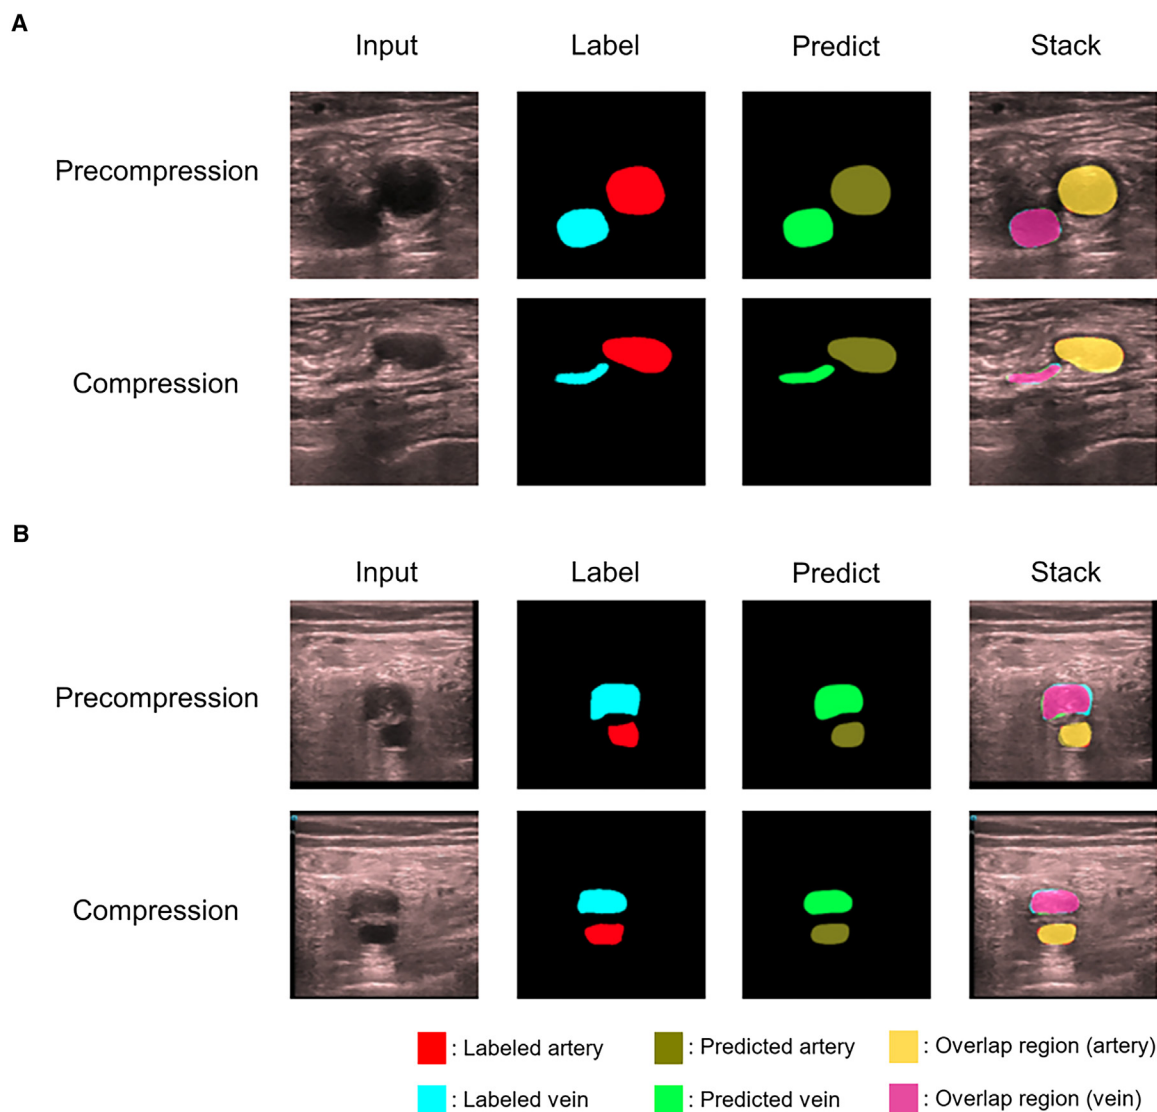 A
Input Label Predict Stack
Precompression
Compression
B
Input Label Predict Stack
Precompression
Compression
: Labeled artery : Predicted artery : Overlap region (artery)
: Labeled vein : Predicted vein : Overlap region (vein)